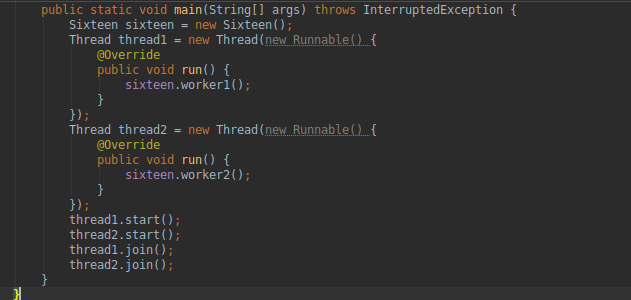 public static void main(String[] args) throws InterruptedException {
Sixteen sixteen = new Sixteen();
Thread thread1 = new Thread(new Runnable() {
@Override
public void run() {
sixteen.worker1();
}
});
Thread thread2 = new Thread(new Runnable() {
@Override
public void run() {
sixteen.worker2();
}
});
thread1.start();
thread2.start();
thread1.join();
thread2.join();
}
}